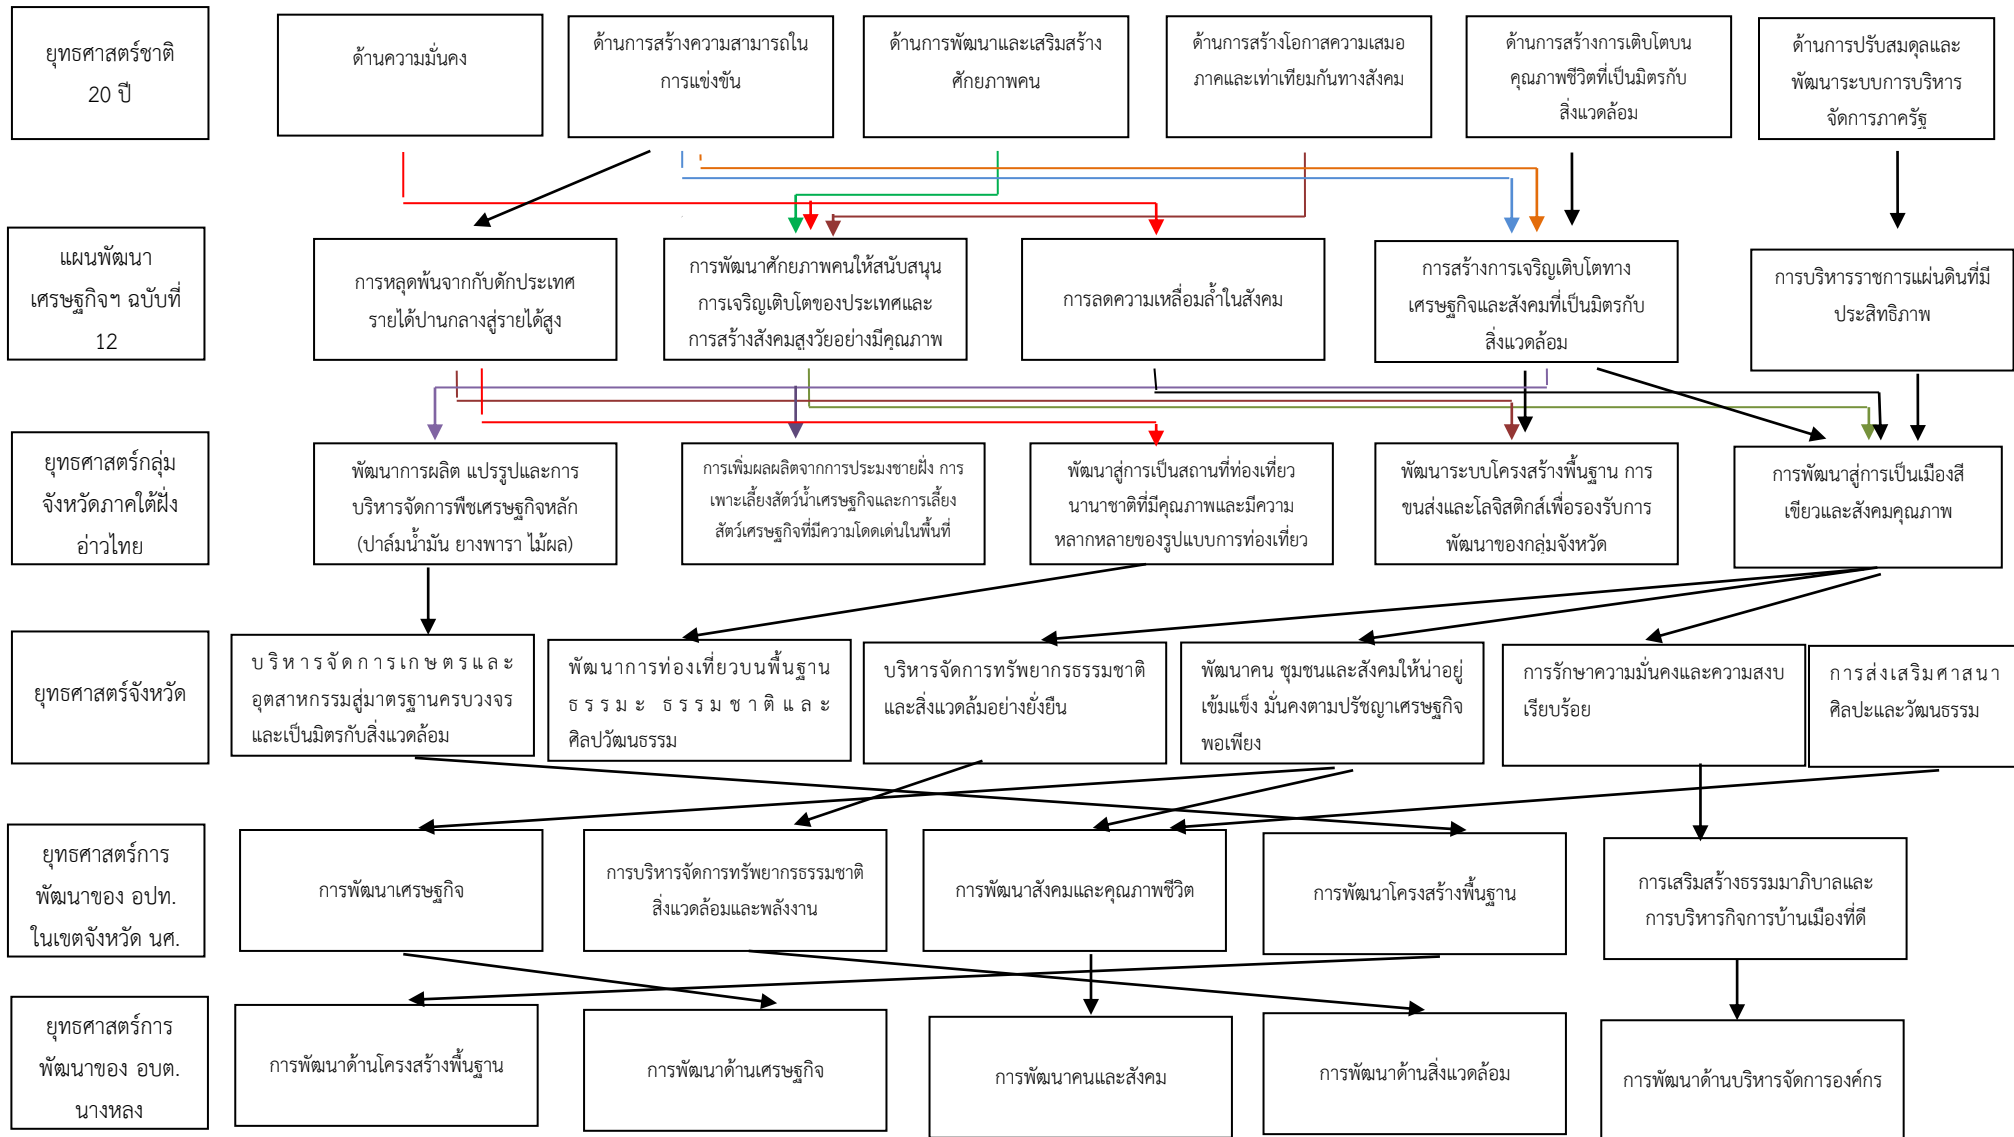 ยุทธศาสตร์ชาติ
20 ปี
ด้านความมั่นคง
ด้านการสร้างความสามารถใน
การแข่งขัน
ด้านการพัฒนาและเสริมสร้าง
ศักยภาพคน
ด้านการสร้างโอกาสความเสมอ
ภาคและเท่าเทียมกันทางสังคม
ด้านการสร้างการเติบโตบน
คุณภาพชีวิตที่เป็นมิตรกับ
สิ่งแวดล้อม
ด้านการปรับสมดุลและ
พัฒนาระบบการบริหาร
จัดการภาครัฐ
แผนพัฒนา
เศรษฐกิจฯ ฉบับที่
12
การหลุดพ้นจากกับดักประเทศ
รายได้ปานกลางสู่รายได้สูง
การพัฒนาศักยภาพคนให้สนับสนุน
การเจริญเติบโตของประเทศและ
การสร้างสังคมสูงวัยอย่างมีคุณภาพ
การลดความเหลื่อมล้ำในสังคม
การสร้างการเจริญเติบโตทาง
เศรษฐกิจและสังคมที่เป็นมิตรกับ
สิ่งแวดล้อม
การบริหารราชการแผ่นดินที่มี
ประสิทธิภาพ
ยุทธศาสตร์กลุ่ม
จังหวัดภาคใต้ฝั่ง
อ่าวไทย
พัฒนาการผลิต แปรรูปและการ
บริหารจัดการพืชเศรษฐกิจหลัก
(ปาล์มน้ำมัน ยางพารา ไม้ผล)
การเพิ่มผลผลิตจากการประมงชายฝั่ง การ
เพาะเลี้ยงสัตว์น้ำเศรษฐกิจและการเลี้ยง
สัตว์เศรษฐกิจที่มีความโดดเด่นในพื้นที่
พัฒนาสู่การเป็นสถานที่ท่องเที่ยว
นานาชาติที่มีคุณภาพและมีความ
หลากหลายของรูปแบบการท่องเที่ยว
พัฒนาระบบโครงสร้างพื้นฐาน การ
ขนส่งและโลจิสติกส์เพื่อรองรับการ
พัฒนาของกลุ่มจังหวัด
การพัฒนาสู่การเป็นเมืองสี
เขียวและสังคมคุณภาพ
ยุทธศาสตร์จังหวัด
บริหารจัดการเกษตรและ
อุตสาหกรรมสู่มาตรฐานครบวงจร
และเป็นมิตรกับสิ่งแวดล้อม
พัฒนาการท่องเที่ยวบนพื้นฐาน
ธรรมะ ธรรมชาติและ
ศิลปวัฒนธรรม
บริหารจัดการทรัพยากรธรรมชาติ
และสิ่งแวดล้มอย่างยั่งยืน
พัฒนาคน ชุมชนและสังคมให้น่าอยู่
เข้มแข็ง มั่นคงตามปรัชญาเศรษฐกิจ
พอเพียง
การรักษาความมั่นคงและความสงบ
เรียบร้อย
การส่งเสริมศาสนา
ศิลปะและวัฒนธรรม
ยุทธศาสตร์การ
พัฒนาของ อปท.
ในเขตจังหวัด นศ.
การพัฒนาเศรษฐกิจ
การบริหารจัดการทรัพยากรธรรมชาติ
สิ่งแวดล้อมและพลังงาน
การพัฒนาสังคมและคุณภาพชีวิต
การพัฒนาโครงสร้างพื้นฐาน
การเสริมสร้างธรรมมาภิบาลและ
การบริหารกิจการบ้านเมืองที่ดี
ยุทธศาสตร์การ
พัฒนาของ อบต.
นางหลง
การพัฒนาด้านโครงสร้างพื้นฐาน
การพัฒนาด้านเศรษฐกิจ
การพัฒนาคนและสังคม
การพัฒนาด้านสิ่งแวดล้อม
การพัฒนาด้านบริหารจัดการองค์กร